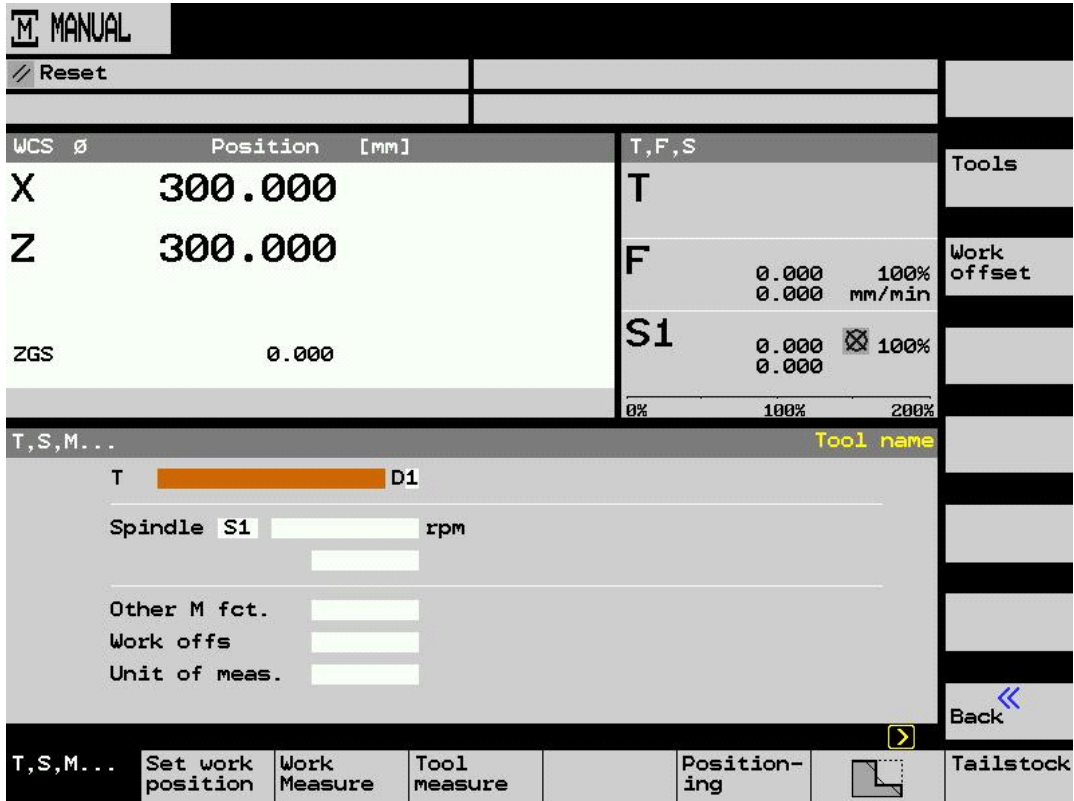 M MANUAL
// Reset
WCS Ø Position [mm] T,F,S
X 300.000 T
Tools
Z 300.000
F 0.000 100%
0.000 mm/min
Work
offset
S1 0.000 100%
0.000
ZGS 0.000
0% 100% 200%
T,S,M... Tool name
T D1
Spindle S1 rpm
Other M fct.
Work offs
Unit of meas.
Back
T,S,M...
Set work
position
Work
Measure
Tool
measure
Position-
ing
Tailstock